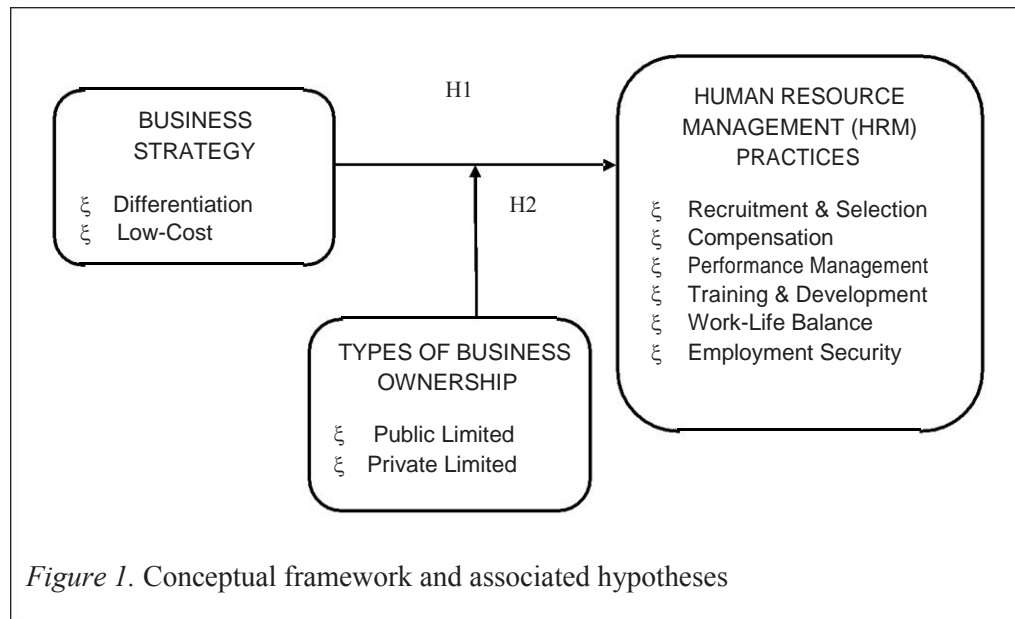 H1
BUSINESS
STRATEGY
ξ Differentiation
ξ Low-Cost
HUMAN RESOURCE
MANAGEMENT (HRM)
PRACTICES
ξ Recruitment & Selection
ξ Compensation
ξ Performance Management
ξ Training & Development
ξ Work-Life Balance
ξ Employment Security
H2
TYPES OF BUSINESS
OWNERSHIP
ξ Public Limited
ξ Private Limited
Figure 1. Conceptual framework and associated hypotheses